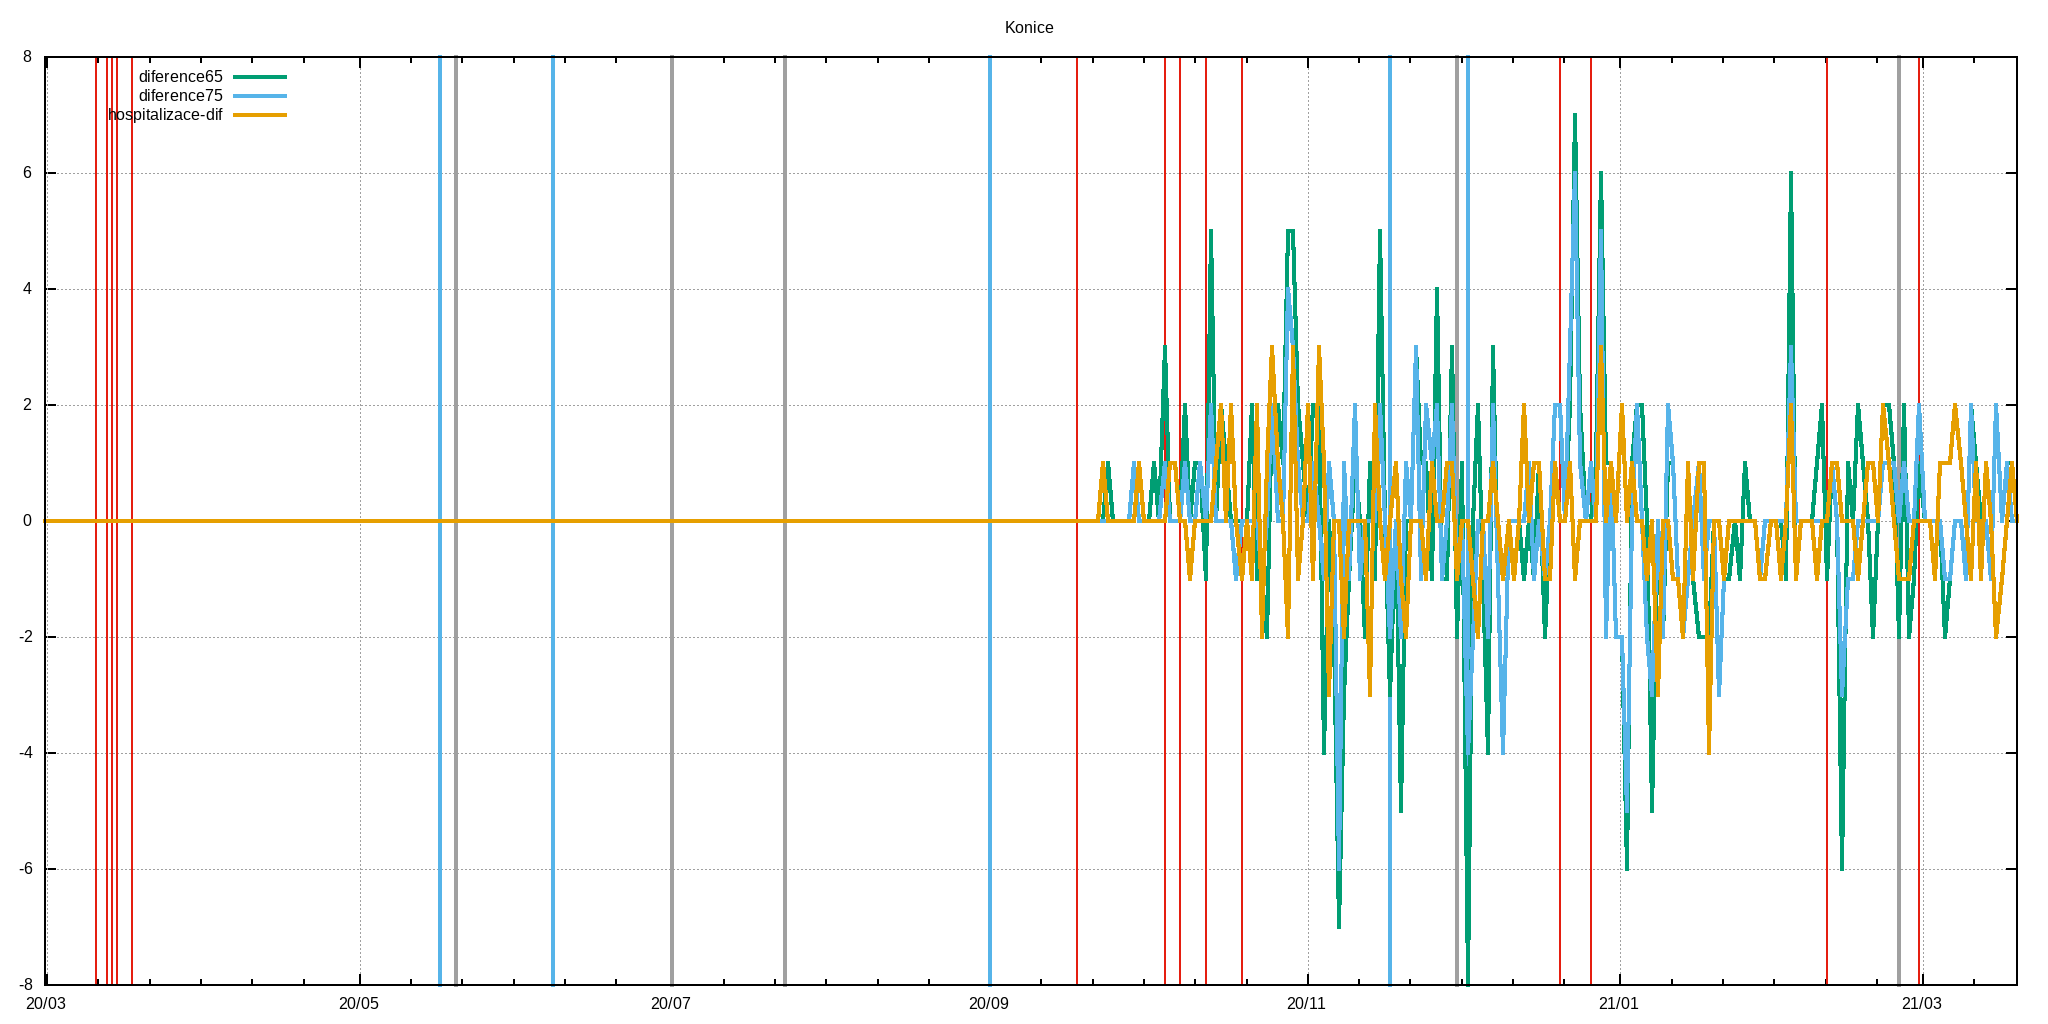 Konice
8
diference65
diference75
hospitalizace-dif
6
4
2
0
-2
-4
-6
-8
20/03 20/05 20/07 20/09 20/11 21/01 21/03